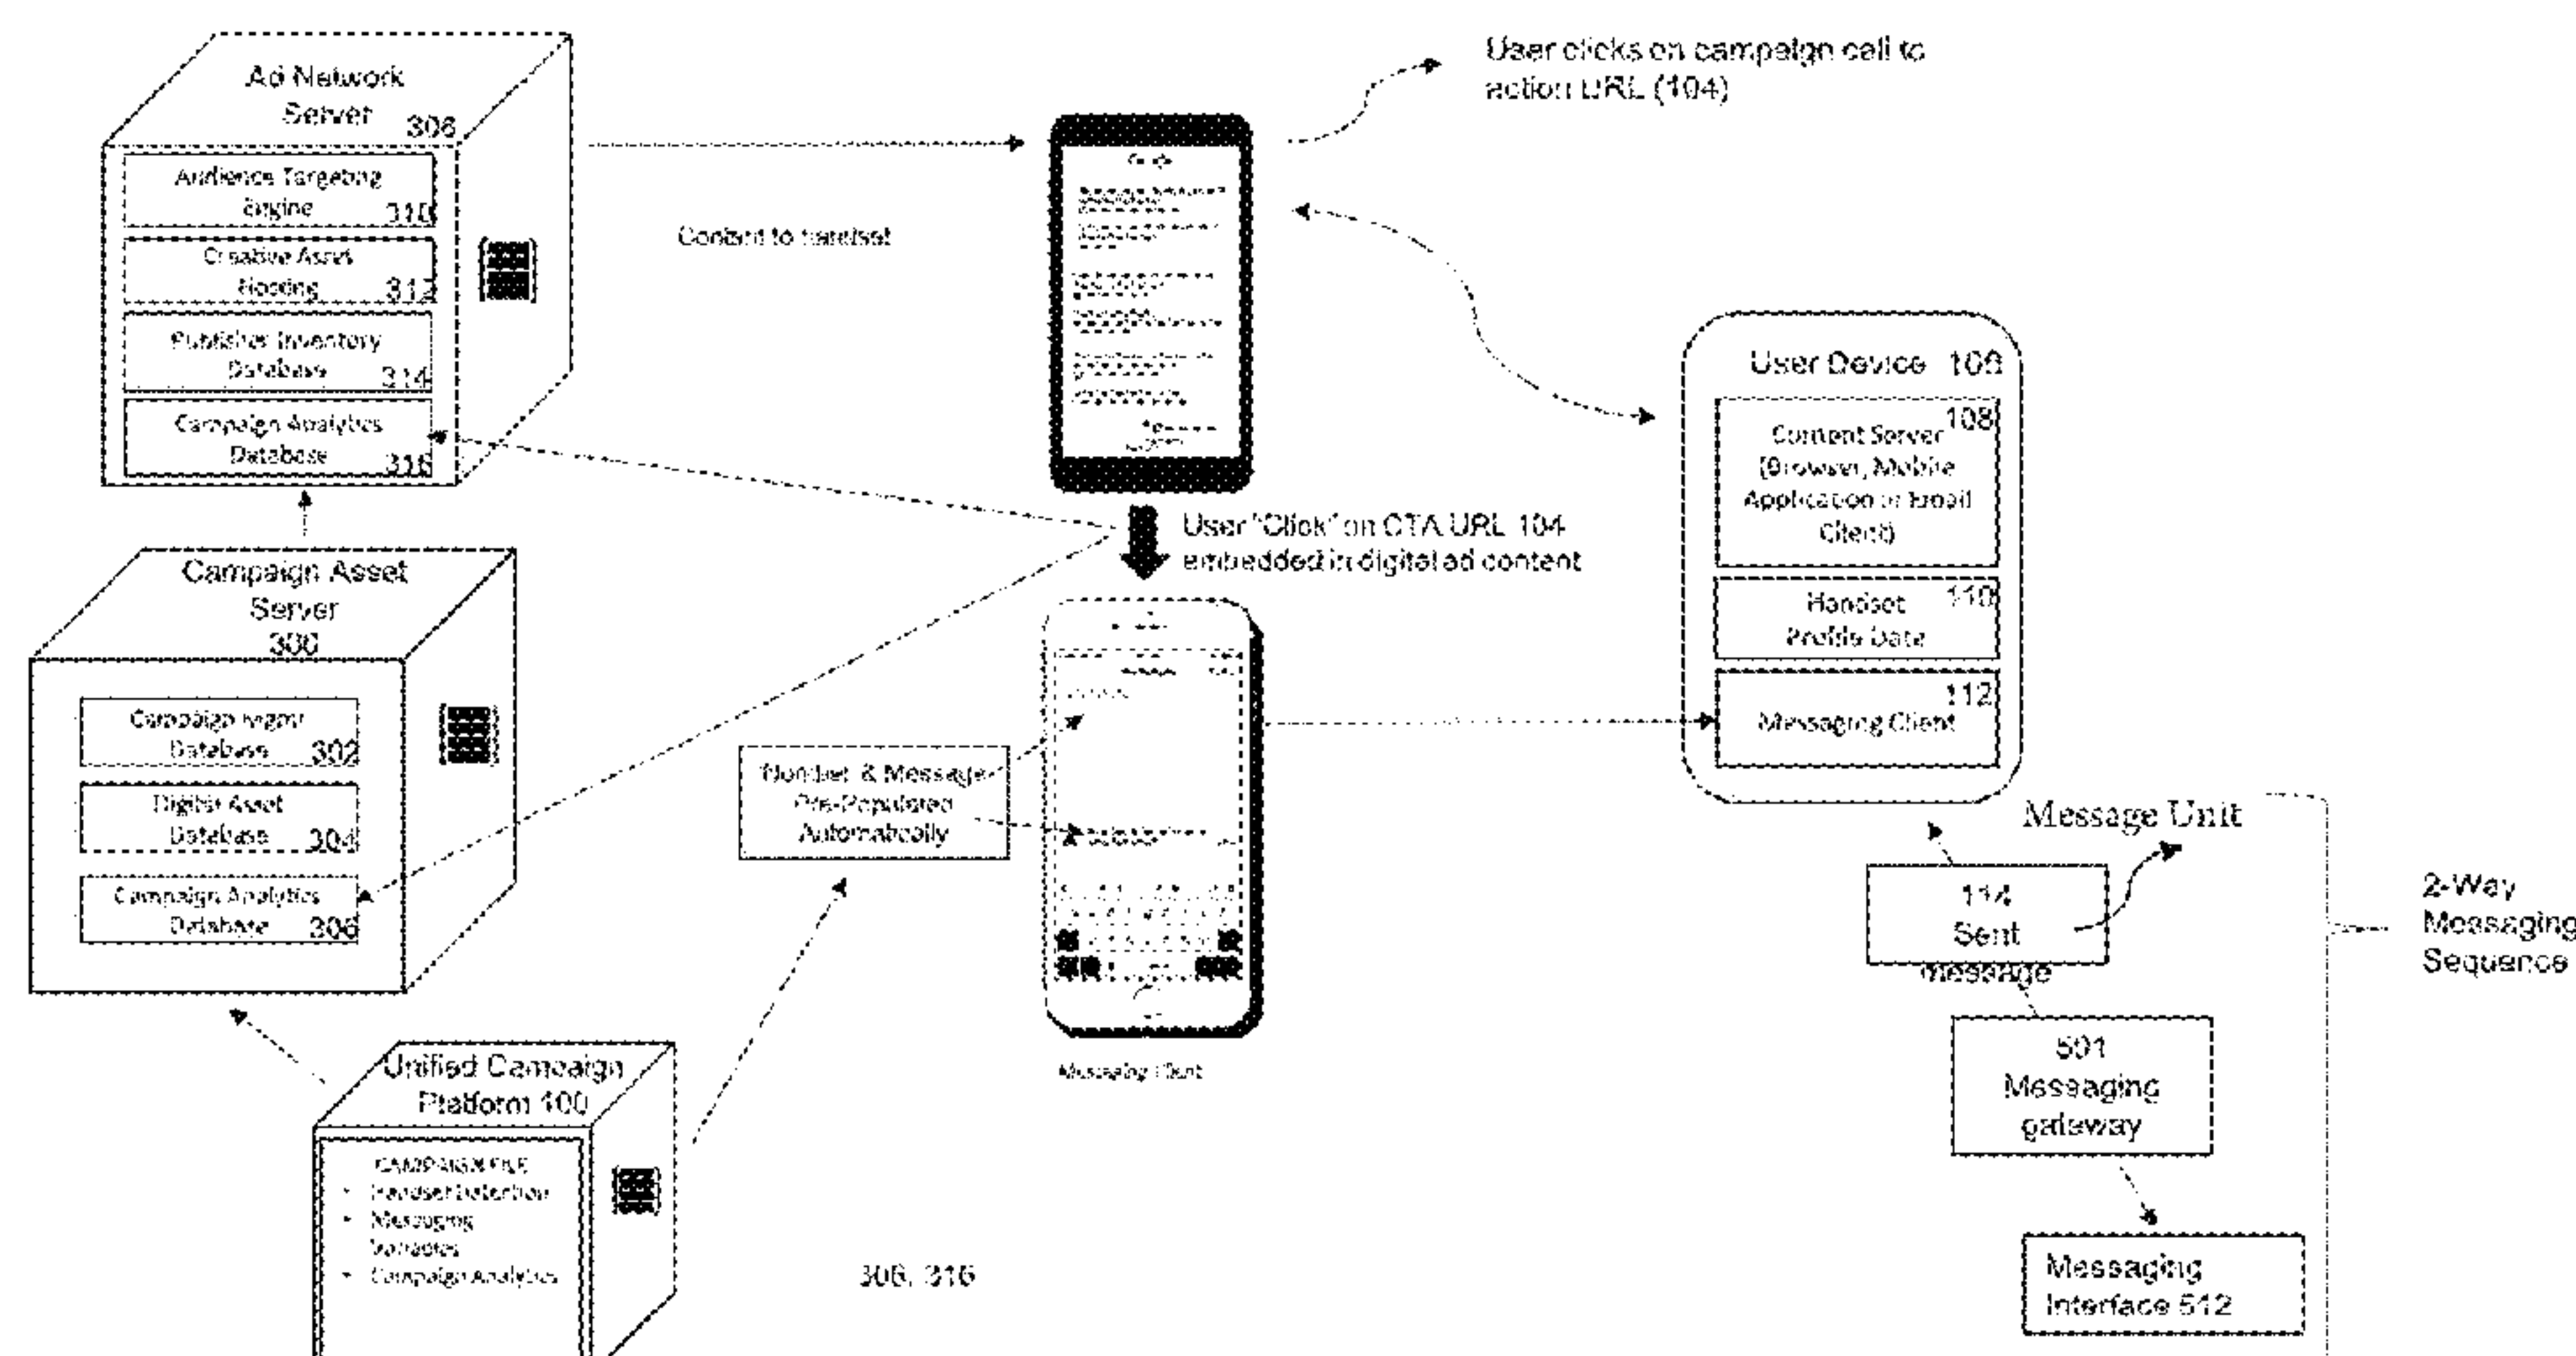 Ad Network
Server
308
Audience Targeting
Engine 310
Creative Asset
Hosting 312
Publisher Inventory
Database 314
Campaign Analytics
Database 316
Content to handset
User clicks on campaign call to
action URL (104)
User "Click" on CTA URL 104
embedded in digital ad content
Campaign Asset
Server
300
Campaign Mgmt
Database 302
Digital Asset
Database 304
Campaign Analytics
Database 306
Number & Message
Pre-Populated
Automatically
Messaging Client
Unified Campaign
Platform 100
CAMPAIGN FILE
• Handset Detection
• Messaging
Variables
• Campaign Analytics
306, 316
User Device 106
108
Content Server
(Browser, Mobile
Application or Email
Client)
110
Handset
Profile Data
112
Messaging Client
Message Unit
114
Sent
message
501
Messaging
gateway
Messaging
Interface 512
2-Way
Messaging
Sequence